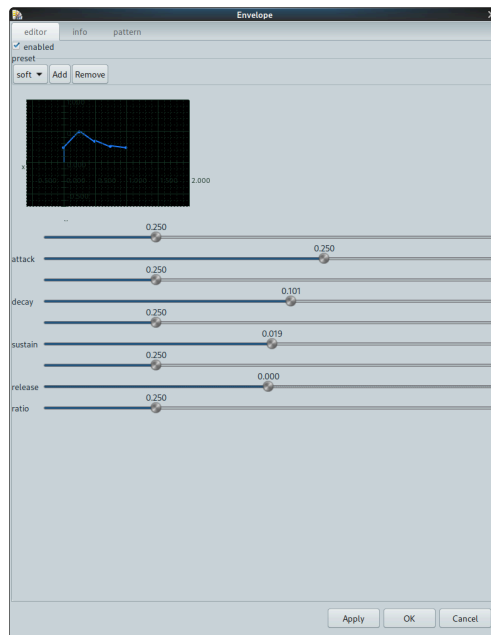 Envelope
editor info pattern
enabled
preset
soft Add Remove
x
2.000
0.250
attack 0.250
0.250
decay 0.101
0.250
sustain 0.019
0.250
release 0.000
ratio 0.250
Apply OK Cancel